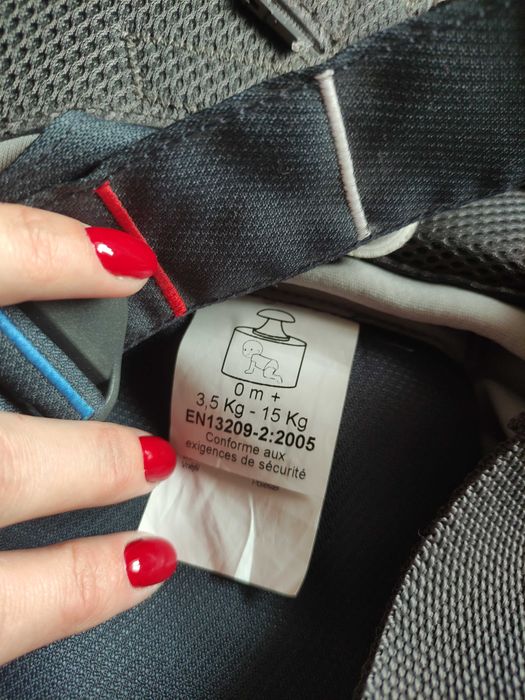 0 m +
3,5 Kg - 15 Kg
EN13209-2:2005
Conforme aux
exigences de sécurité